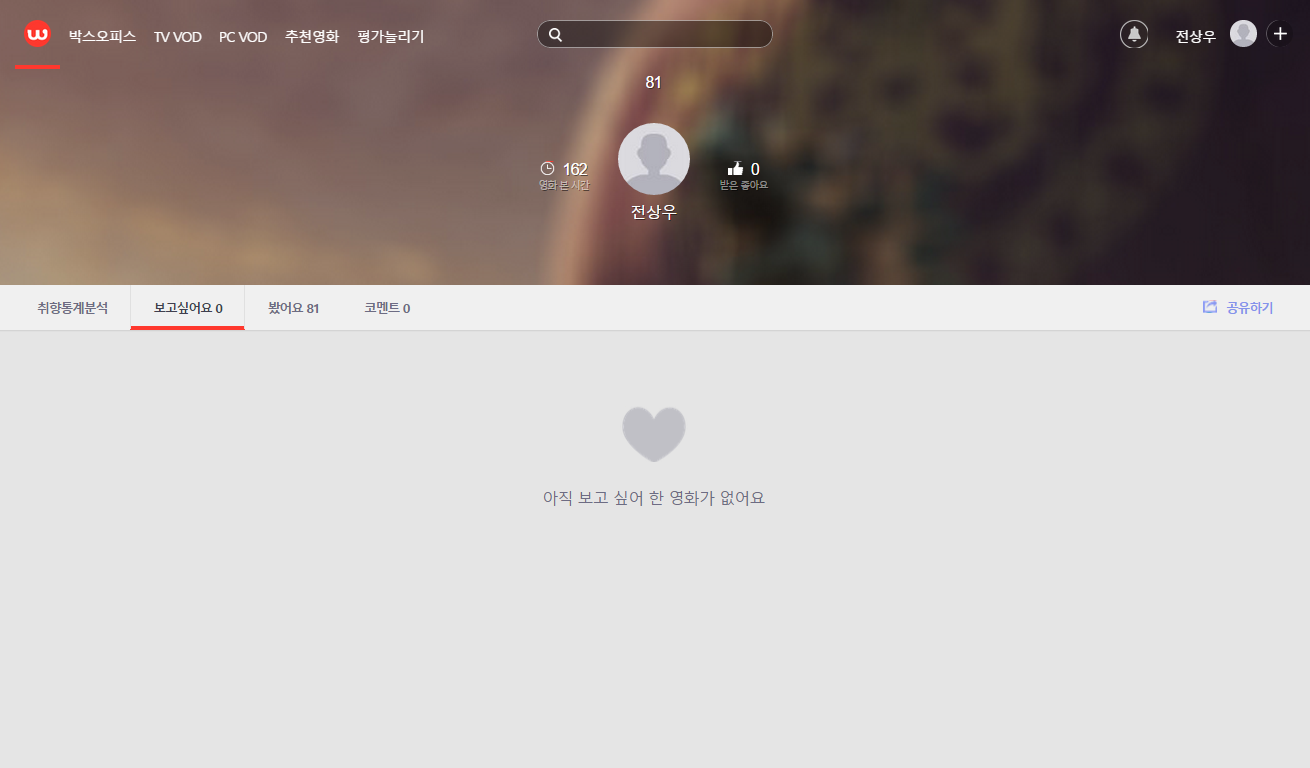 w 박스오피스 TV VOD PC VOD 추천영화 평가늘리기 전상우
81
162 0
영화 본 시간 받은 좋아요
전상우
취향통계분석 보고싶어요 0 봤어요 81 코멘트 0 공유하기
아직 보고 싶어 한 영화가 없어요